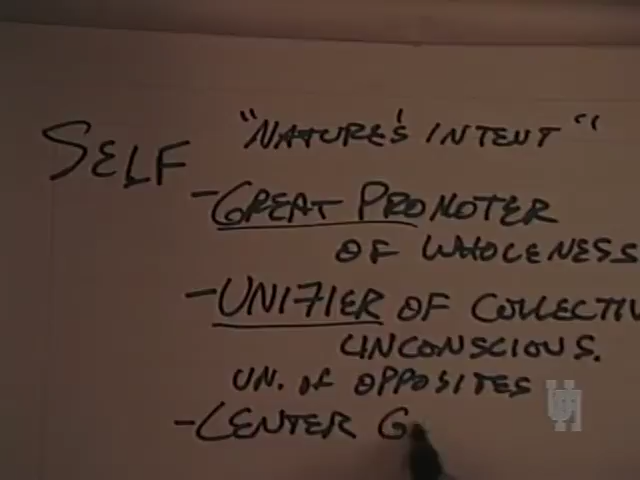 SELF "NATURE'S INTENT"
- GREAT PROMOTER
OF WHOLENESS
- UNIFIER OF COLLECTIV
UNCONSCIOUS.
UN. OF OPPOSITES
- CENTER G